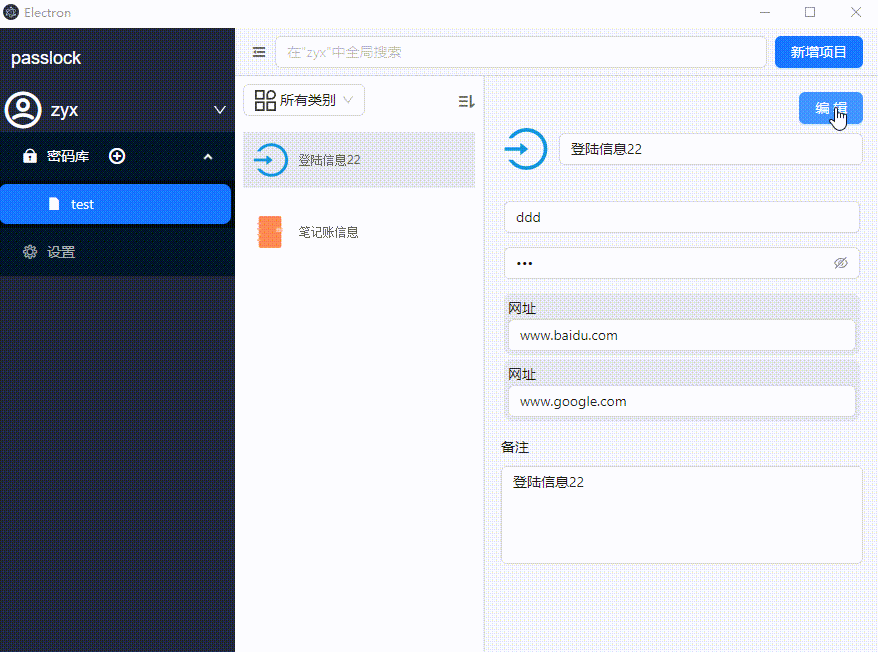 Electron
passlock
zyx
密码库
test
设置
在"zyx"中全局搜索
新增项目
所有类别
登陆信息22
笔记账信息
编 辑
登陆信息22
ddd
•••
网址
www.baidu.com
网址
www.google.com
备注
登陆信息22